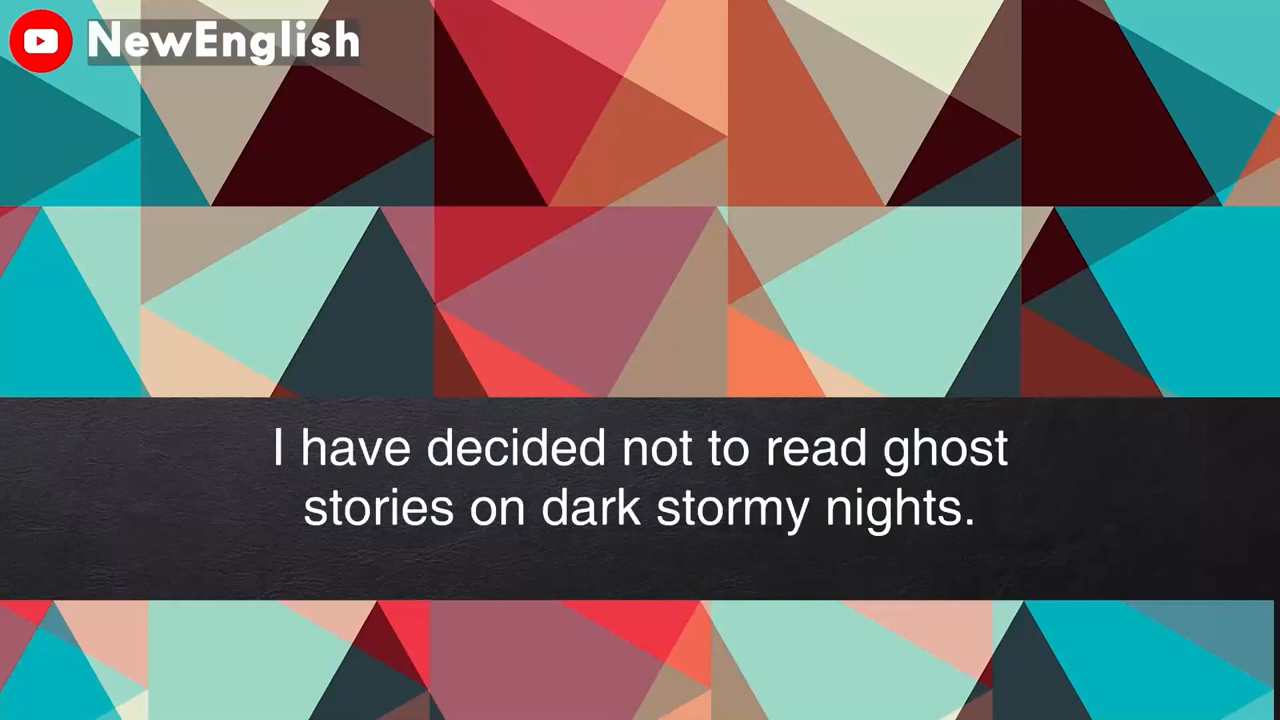 NewEnglish
I have decided not to read ghost
stories on dark stormy nights.